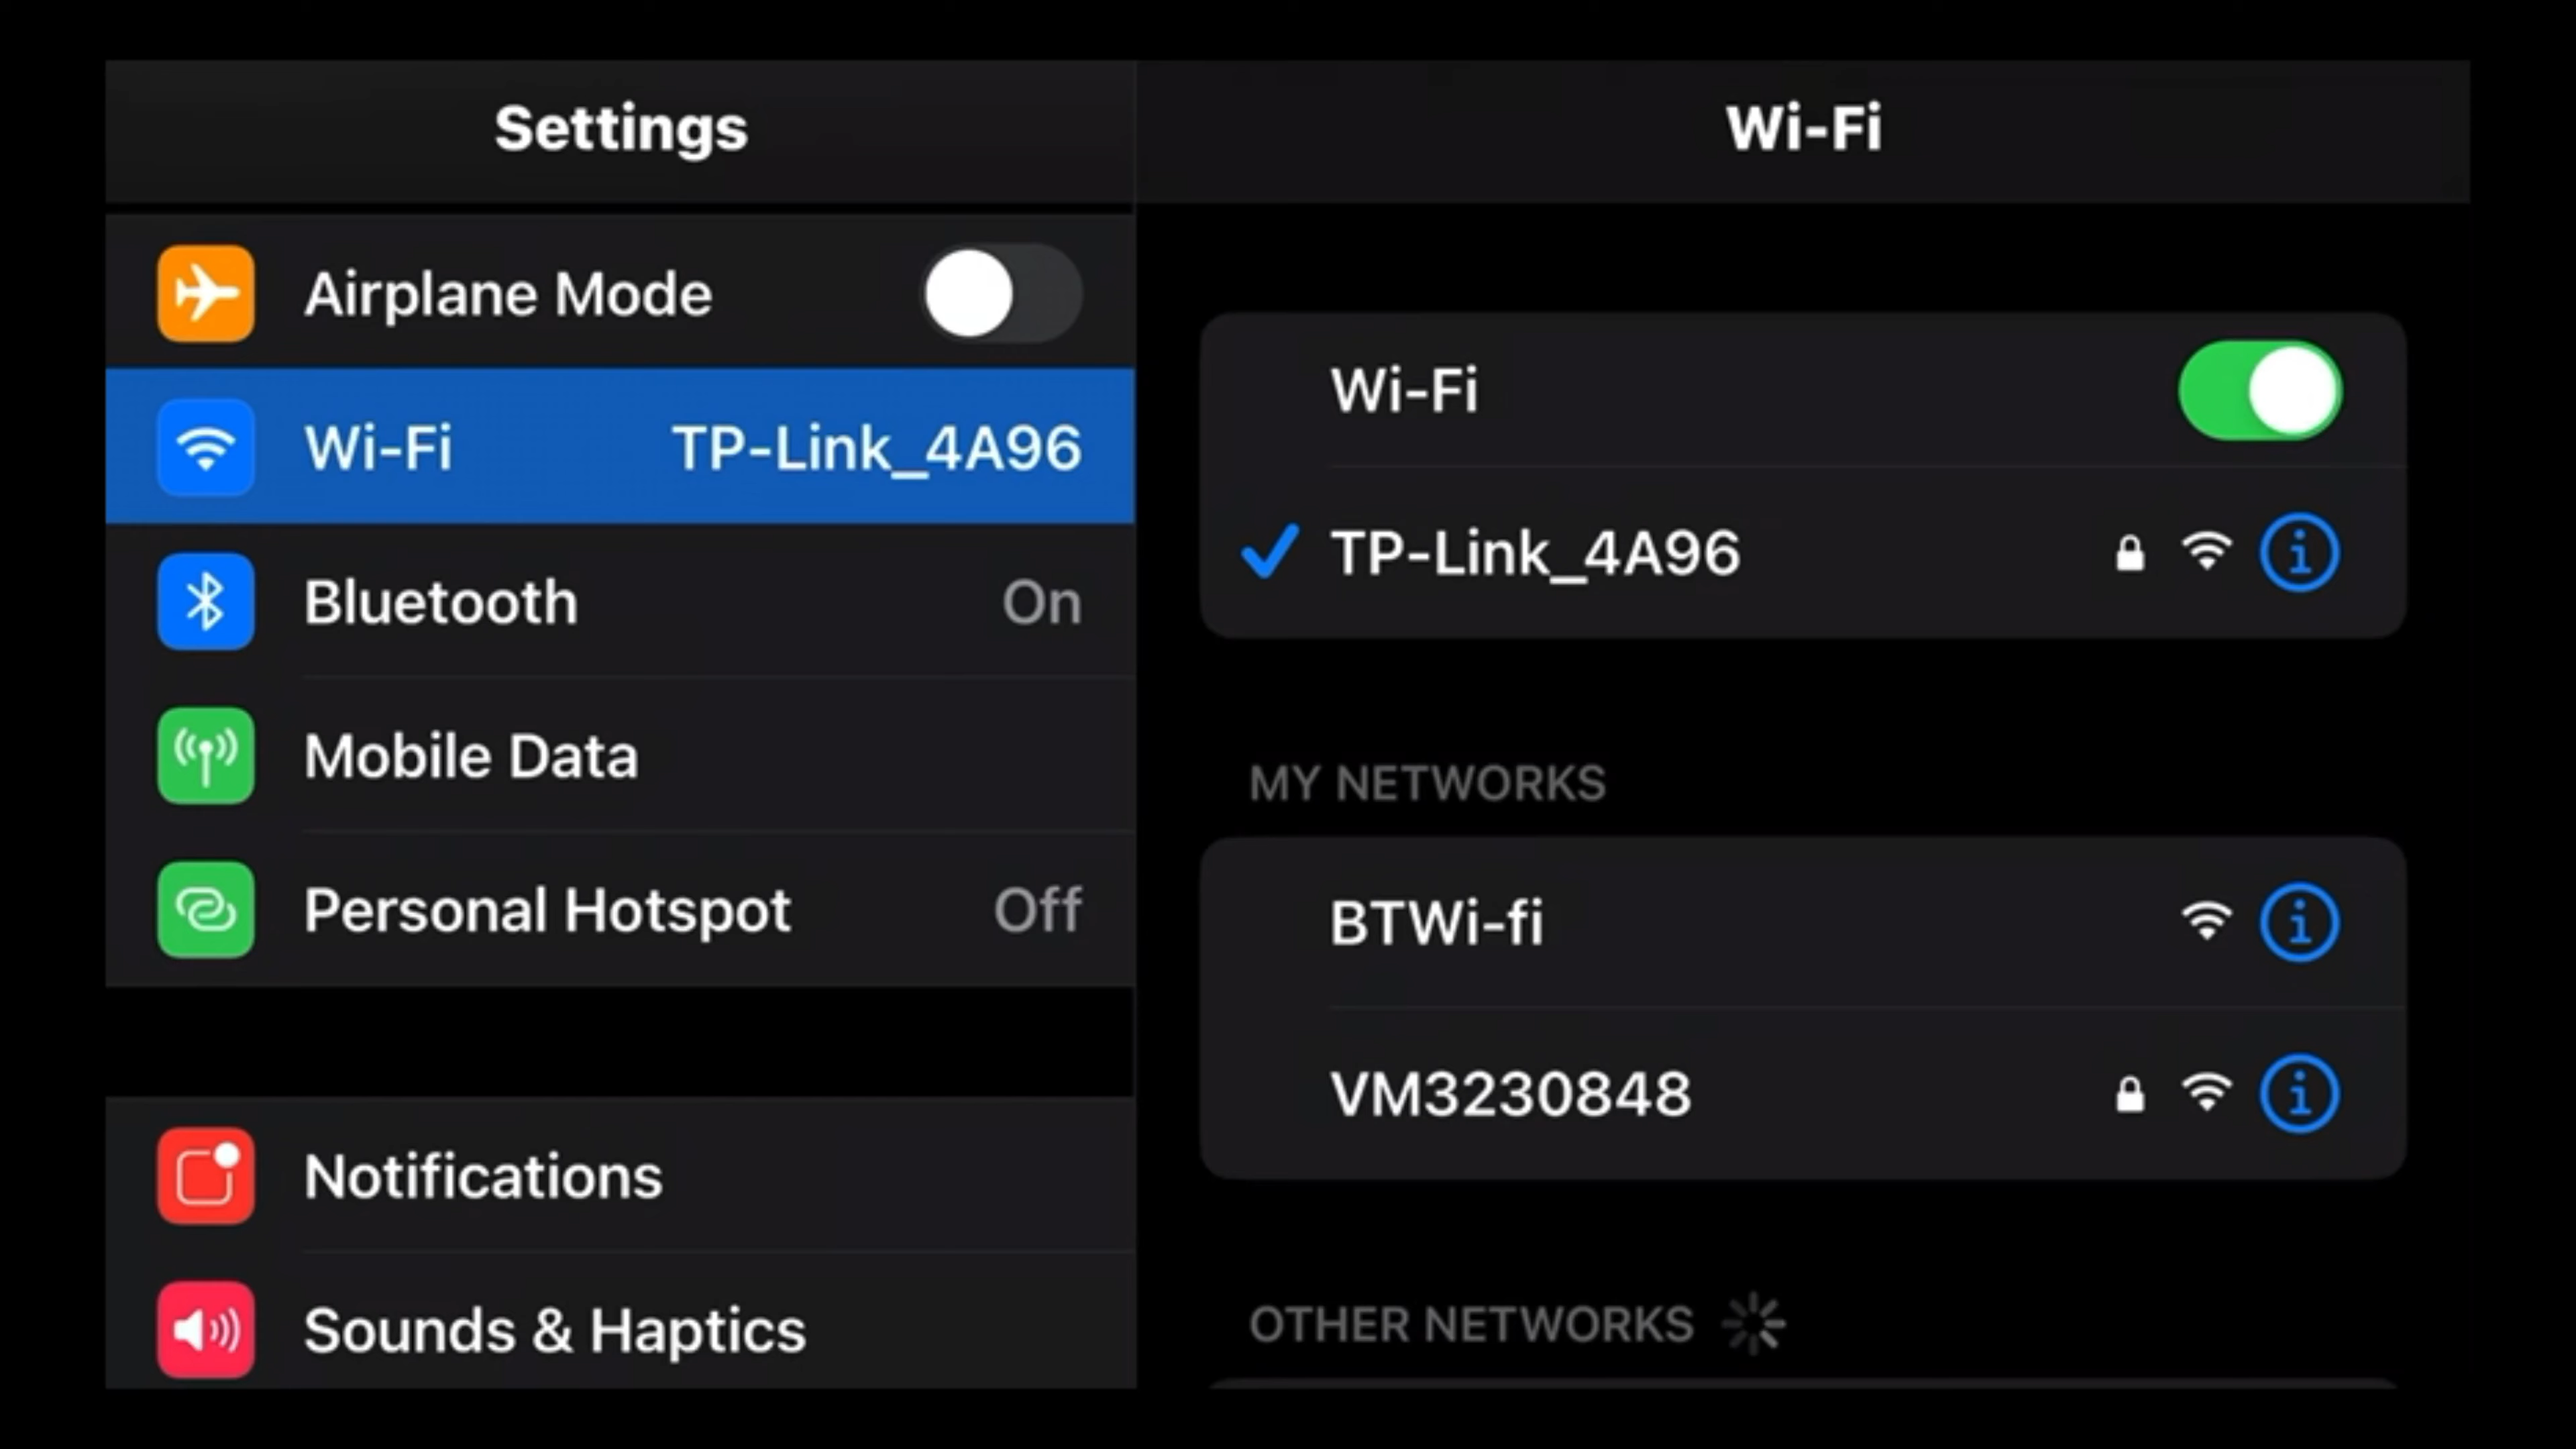 Settings
Airplane Mode
Wi-Fi TP-Link_4A96
Bluetooth On
Mobile Data
Personal Hotspot Off
Notifications
Sounds & Haptics
Wi-Fi
Wi-Fi
TP-Link_4A96
MY NETWORKS
BTWi-fi
VM3230848
OTHER NETWORKS